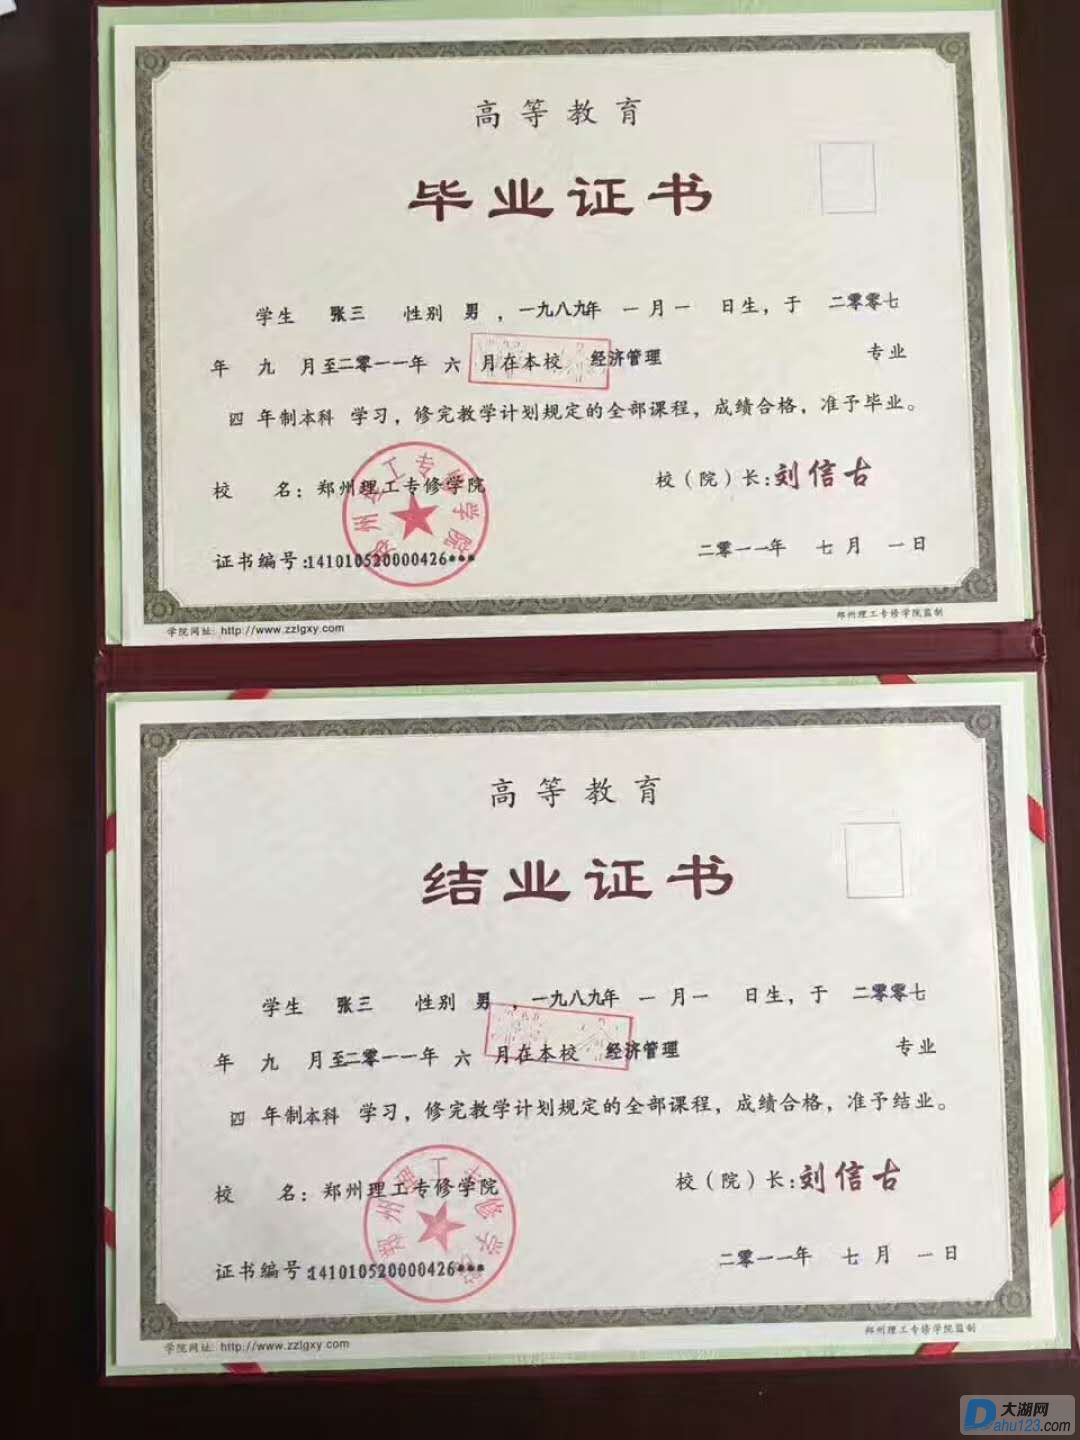 高等教育
毕业证书
学生 张三 性别 男 ，一九八九年 一 月 一 日生，于 二零零七
年 九 月至二零一一年 六 月在本校 经济管理 专业
四 年制本科 学习，修完教学计划规定的全部课程，成绩合格，准予毕业。
校 名：郑州理工专修学院 校（院）长：刘信古
证书编号：141010520000426●●● 二零一一年 七 月 一 日
学院网址: http://www.zzlgxy.com 郑州理工专修学院监制
高等教育
结业证书
学生 张三 性别 男 ，一九八九年 一 月 一 日生，于 二零零七
年 九 月至二零一一年 六 月在本校 经济管理 专业
四 年制本科 学习，修完教学计划规定的全部课程，成绩合格，准予结业。
校 名：郑州理工专修学院 校（院）长：刘信古
证书编号：141010520000426●●● 二零一一年 七 月 一 日
学院网址: http://www.zzlgxy.com 郑州理工专修学院监制
大湖网
Dahu123.com